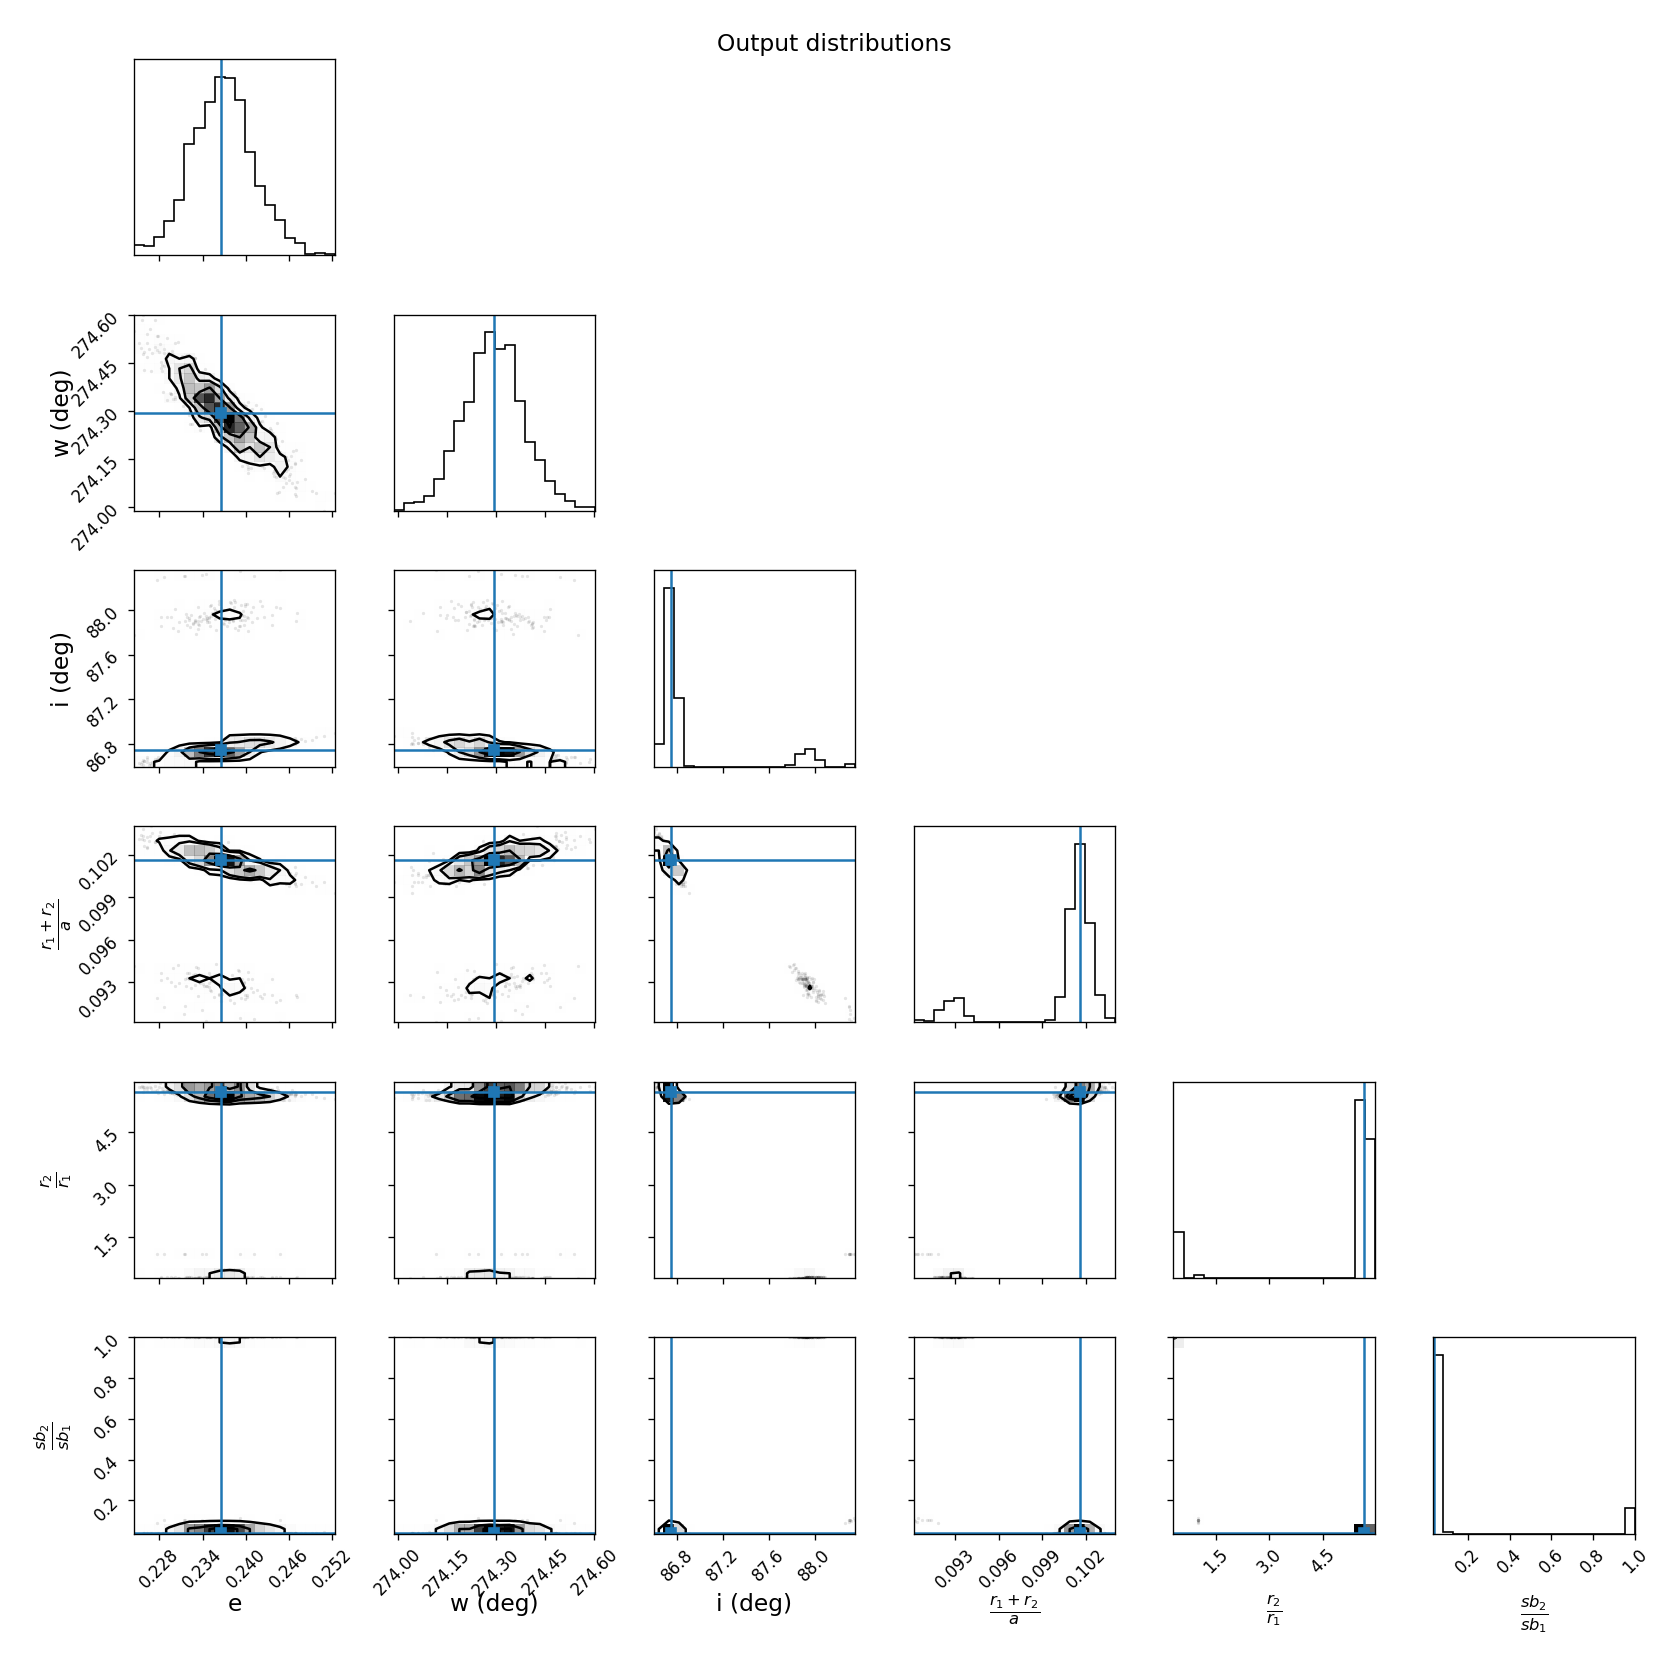 Output distributions
w (deg)
274.60
274.45
274.30
274.15
274.00
i (deg)
88.0
87.6
87.2
86.8
r₁ + r₂
a
0.102
0.099
0.096
0.093
r₂
r₁
4.5
3.0
1.5
sb₂
sb₁
1.0
0.8
0.6
0.4
0.2
0.228 0.234 0.240 0.246 0.252
274.00 274.15 274.30 274.45 274.60
86.8 87.2 87.6 88.0
0.093 0.096 0.099 0.102
1.5 3.0 4.5
0.2 0.4 0.6 0.8 1.0
e
w (deg)
i (deg)
r₁ + r₂
a
r₂
r₁
sb₂
sb₁